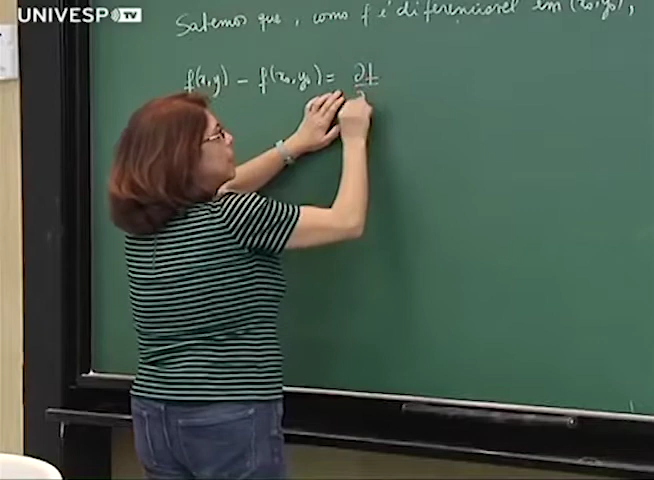 UNIVESP TV
Sabemos que, como f é diferenciável em (x₀,y₀),
f(x,y) - f(x₀,y₀) = ∂f
∂